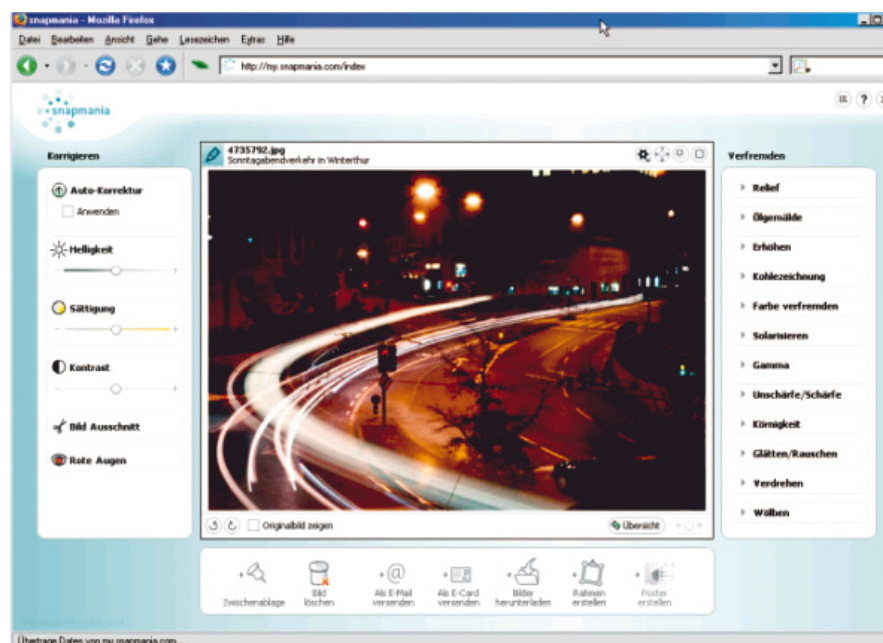 snapmania - Mozilla Firefox
Datei Bearbeiten Ansicht Gehe Lesezeichen Extras Hilfe
http://my.snapmania.com/index
snapmania
?
Korrigieren
Auto-Korrektur
Anwenden
Helligkeit
- +
Sättigung
- +
Kontrast
- +
Bild Ausschnitt
Rote Augen
4735792.jpg
Sonntagabendverkehr in Winterthur
Originalbild zeigen
Übersicht
Verfremden
Relief
Ölgemälde
Erhöhen
Kohlezeichnung
Farbe verfremden
Solarisieren
Gamma
Unschärfe/Schärfe
Körnigkeit
Glätten/Rauschen
Verdrehen
Wölben
Zwischenablage
Bild löschen
Als E-Mail versenden
Als E-Card versenden
Bilder herunterladen
Rahmen erstellen
Poster erstellen
Übertrage Daten von my.snapmania.com...